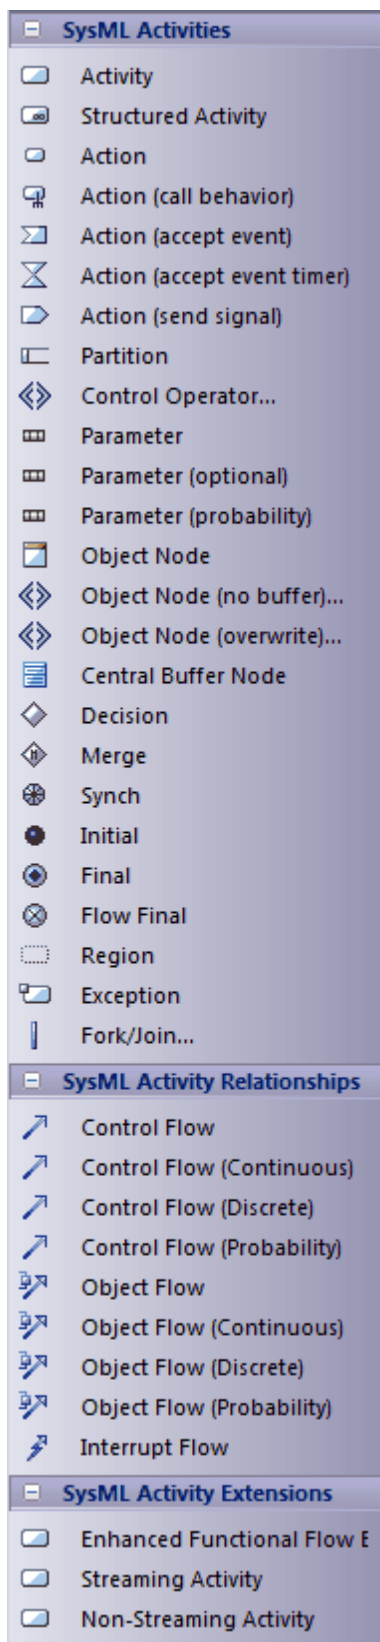 SysML Activities
Activity
Structured Activity
Action
Action (call behavior)
Action (accept event)
Action (accept event timer)
Action (send signal)
Partition
Control Operator...
Parameter
Parameter (optional)
Parameter (probability)
Object Node
Object Node (no buffer)...
Object Node (overwrite)...
Central Buffer Node
Decision
Merge
Synch
Initial
Final
Flow Final
Region
Exception
Fork/Join...
SysML Activity Relationships
Control Flow
Control Flow (Continuous)
Control Flow (Discrete)
Control Flow (Probability)
Object Flow
Object Flow (Continuous)
Object Flow (Discrete)
Object Flow (Probability)
Interrupt Flow
SysML Activity Extensions
Enhanced Functional Flow
Streaming Activity
Non-Streaming Activity